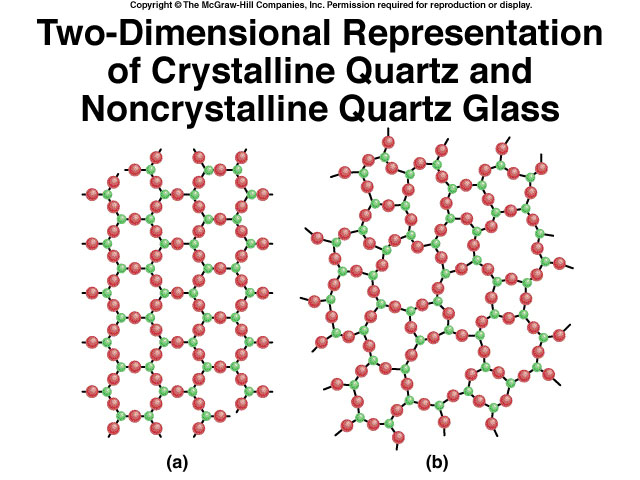 Copyright © The McGraw-Hill Companies, Inc. Permission required for reproduction or display.
Two-Dimensional Representation
of Crystalline Quartz and
Noncrystalline Quartz Glass
(a) (b)